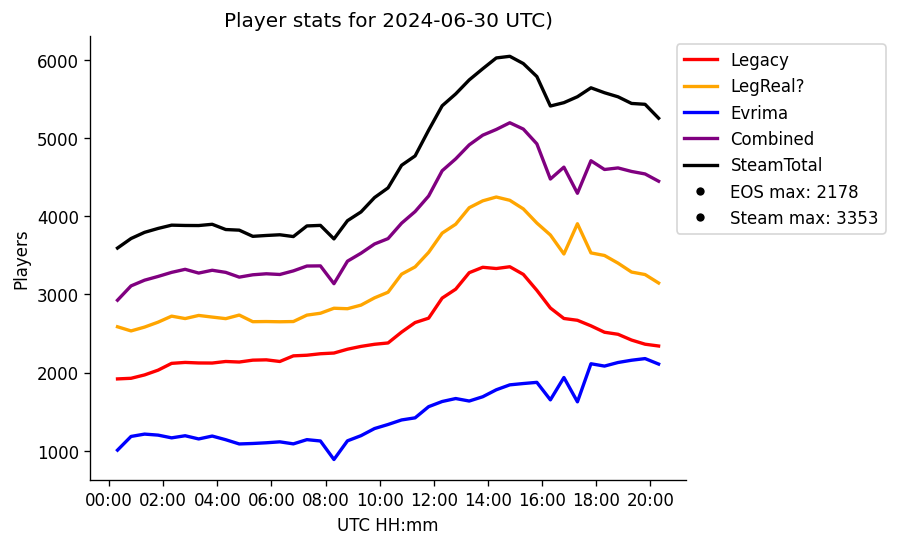 Player stats for 2024-06-30 UTC)
Legacy
LegReal?
Evrima
Combined
SteamTotal
EOS max: 2178
Steam max: 3353
Players
6000
5000
4000
3000
2000
1000
00:00 02:00 04:00 06:00 08:00 10:00 12:00 14:00 16:00 18:00 20:00
UTC HH:mm